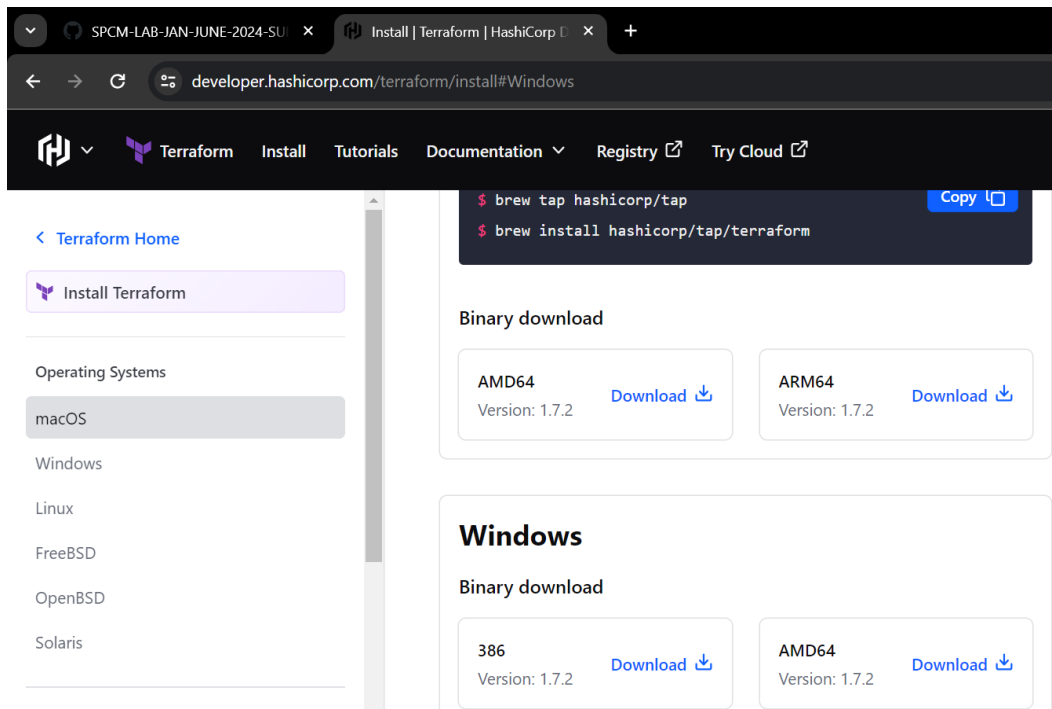 SPCM-LAB-JAN-JUNE-2024-SU
Install | Terraform | HashiCorp D
developer.hashicorp.com/terraform/install#Windows
Terraform Install Tutorials Documentation Registry Try Cloud
Terraform Home
Install Terraform
Operating Systems
macOS
Windows
Linux
FreeBSD
OpenBSD
Solaris
$ brew tap hashicorp/tap
Copy
$ brew install hashicorp/tap/terraform
Binary download
AMD64
Version: 1.7.2
Download
ARM64
Version: 1.7.2
Download
Windows
Binary download
386
Version: 1.7.2
Download
AMD64
Version: 1.7.2
Download